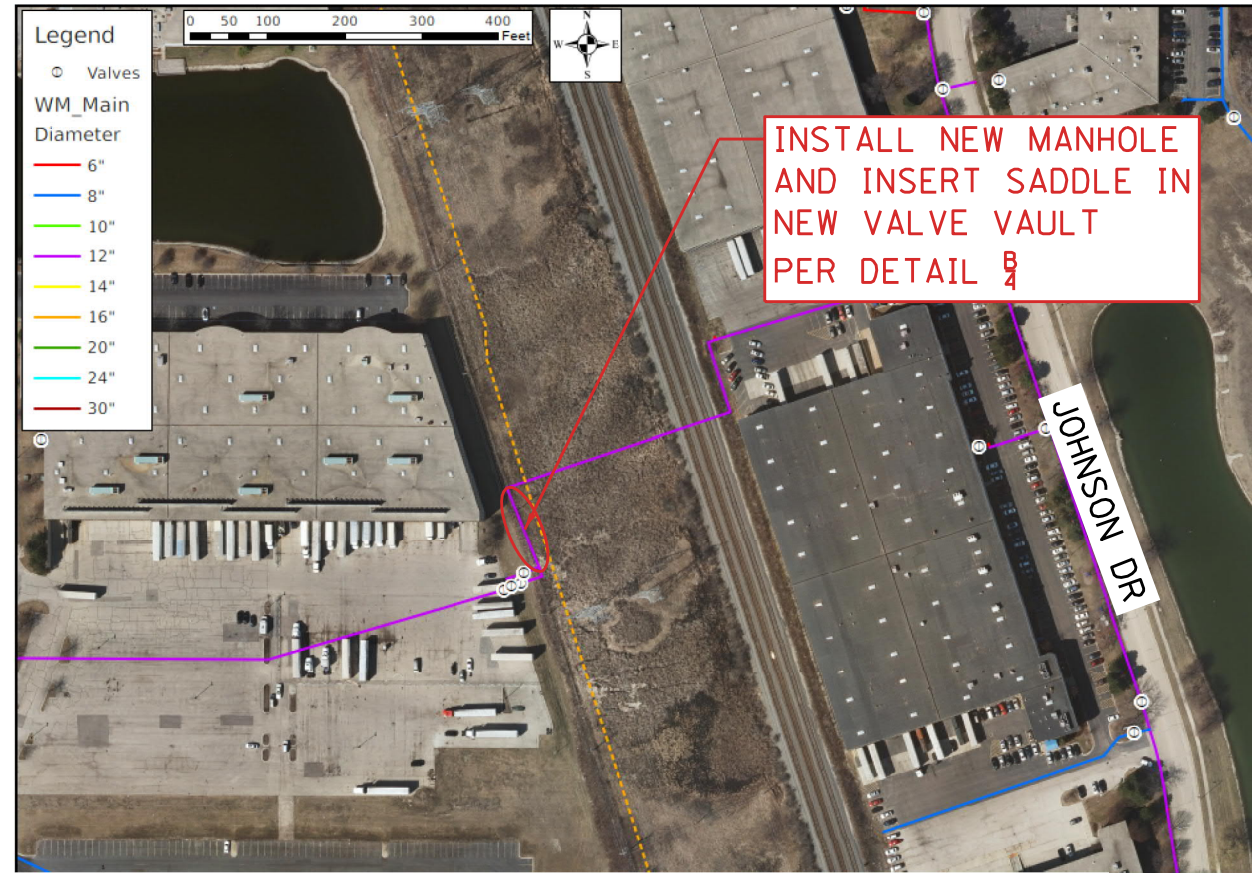 Legend
Valves
WM_Main
Diameter
6"
8"
10"
12"
14"
16"
20"
24"
30"
0 50 100 200 300 400
Feet
N
W E
S
INSTALL NEW MANHOLE
AND INSERT SADDLE IN
NEW VALVE VAULT
PER DETAIL B
4
JOHNSON DR